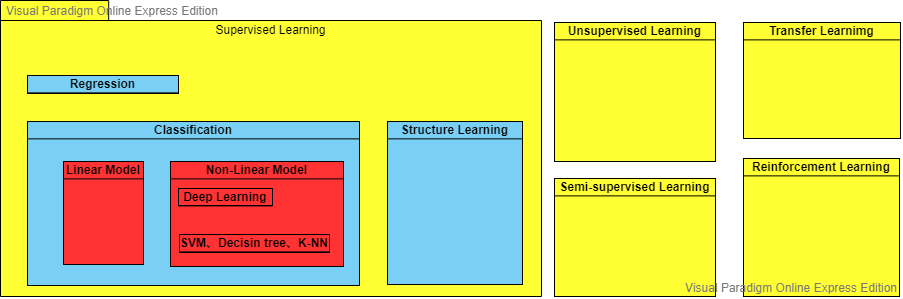 Visual Paradigm Online Express Edition
Supervised Learning
Regression
Classification
Linear Model
Non-Linear Model
Deep Learning
SVM、Decisin tree、K-NN
Structure Learning
Unsupervised Learning
Transfer Learnimg
Semi-supervised Learning
Reinforcement Learning
Visual Paradigm Online Express Edition